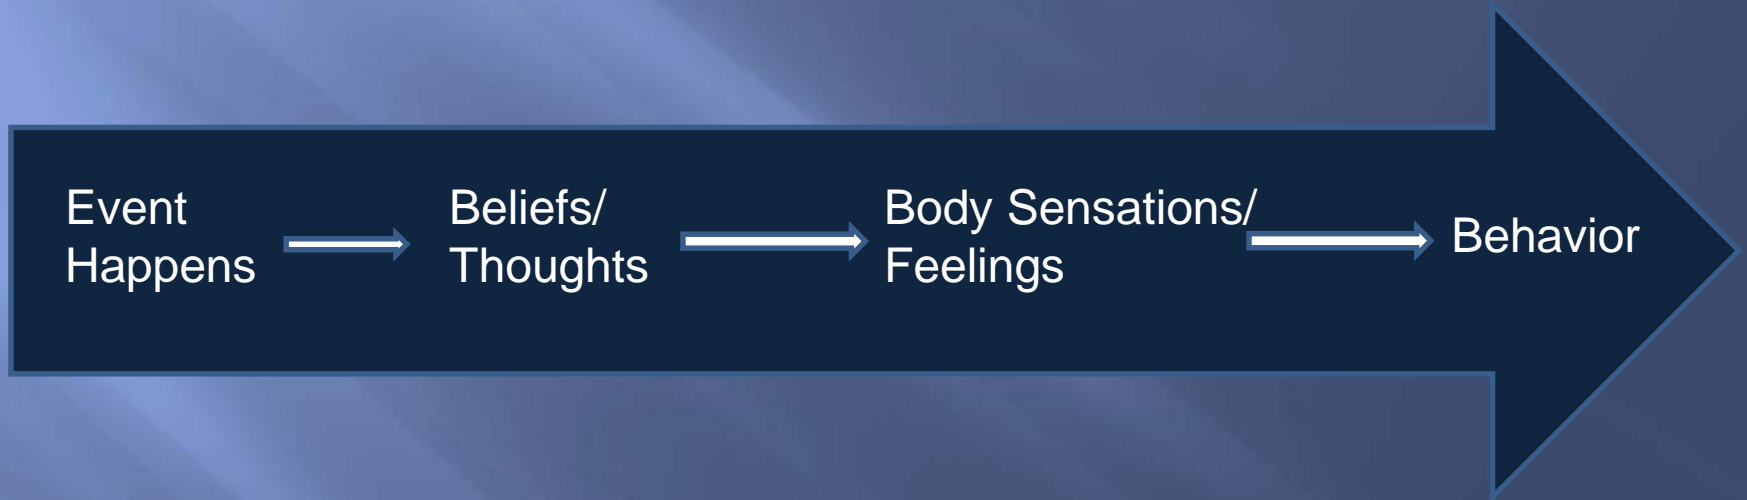 Event
Happens
Beliefs/
Thoughts
Body Sensations/
Feelings
Behavior